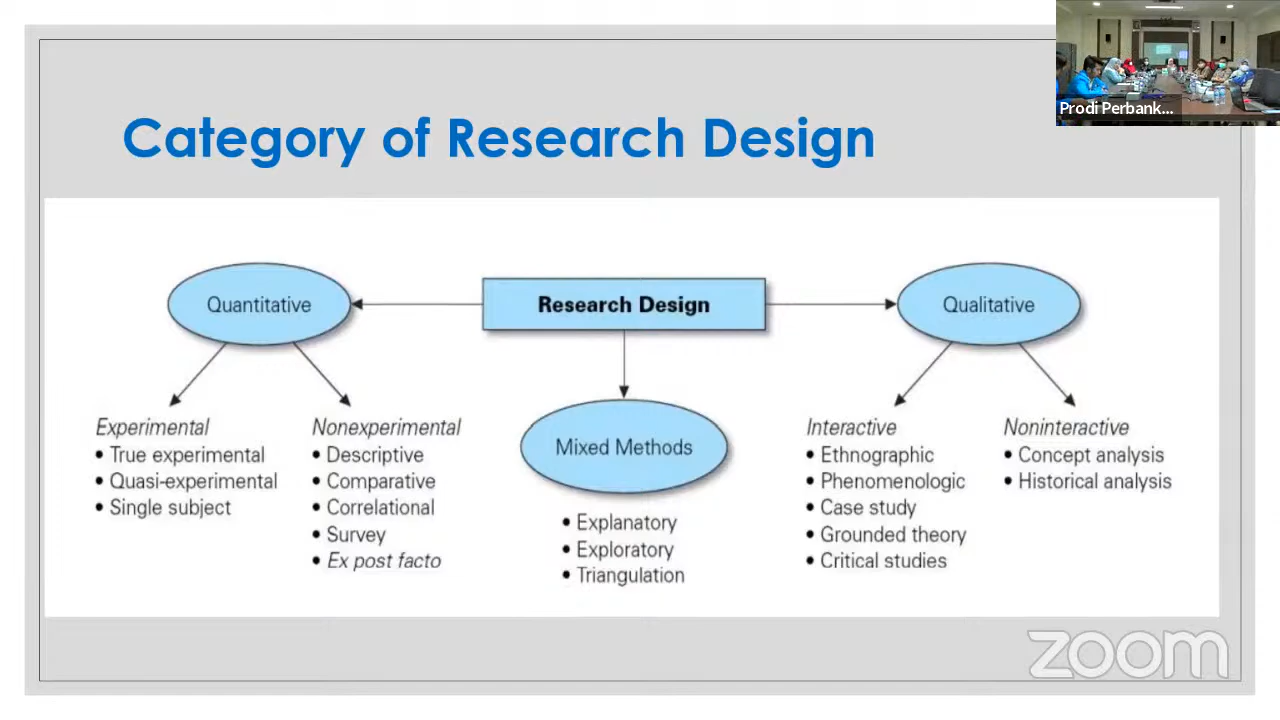 Prodi Perbank...
Category of Research Design
Quantitative
Research Design
Qualitative
Experimental
• True experimental
• Quasi-experimental
• Single subject
Nonexperimental
• Descriptive
• Comparative
• Correlational
• Survey
• Ex post facto
Mixed Methods
• Explanatory
• Exploratory
• Triangulation
Interactive
• Ethnographic
• Phenomenologic
• Case study
• Grounded theory
• Critical studies
Noninteractive
• Concept analysis
• Historical analysis
zoom